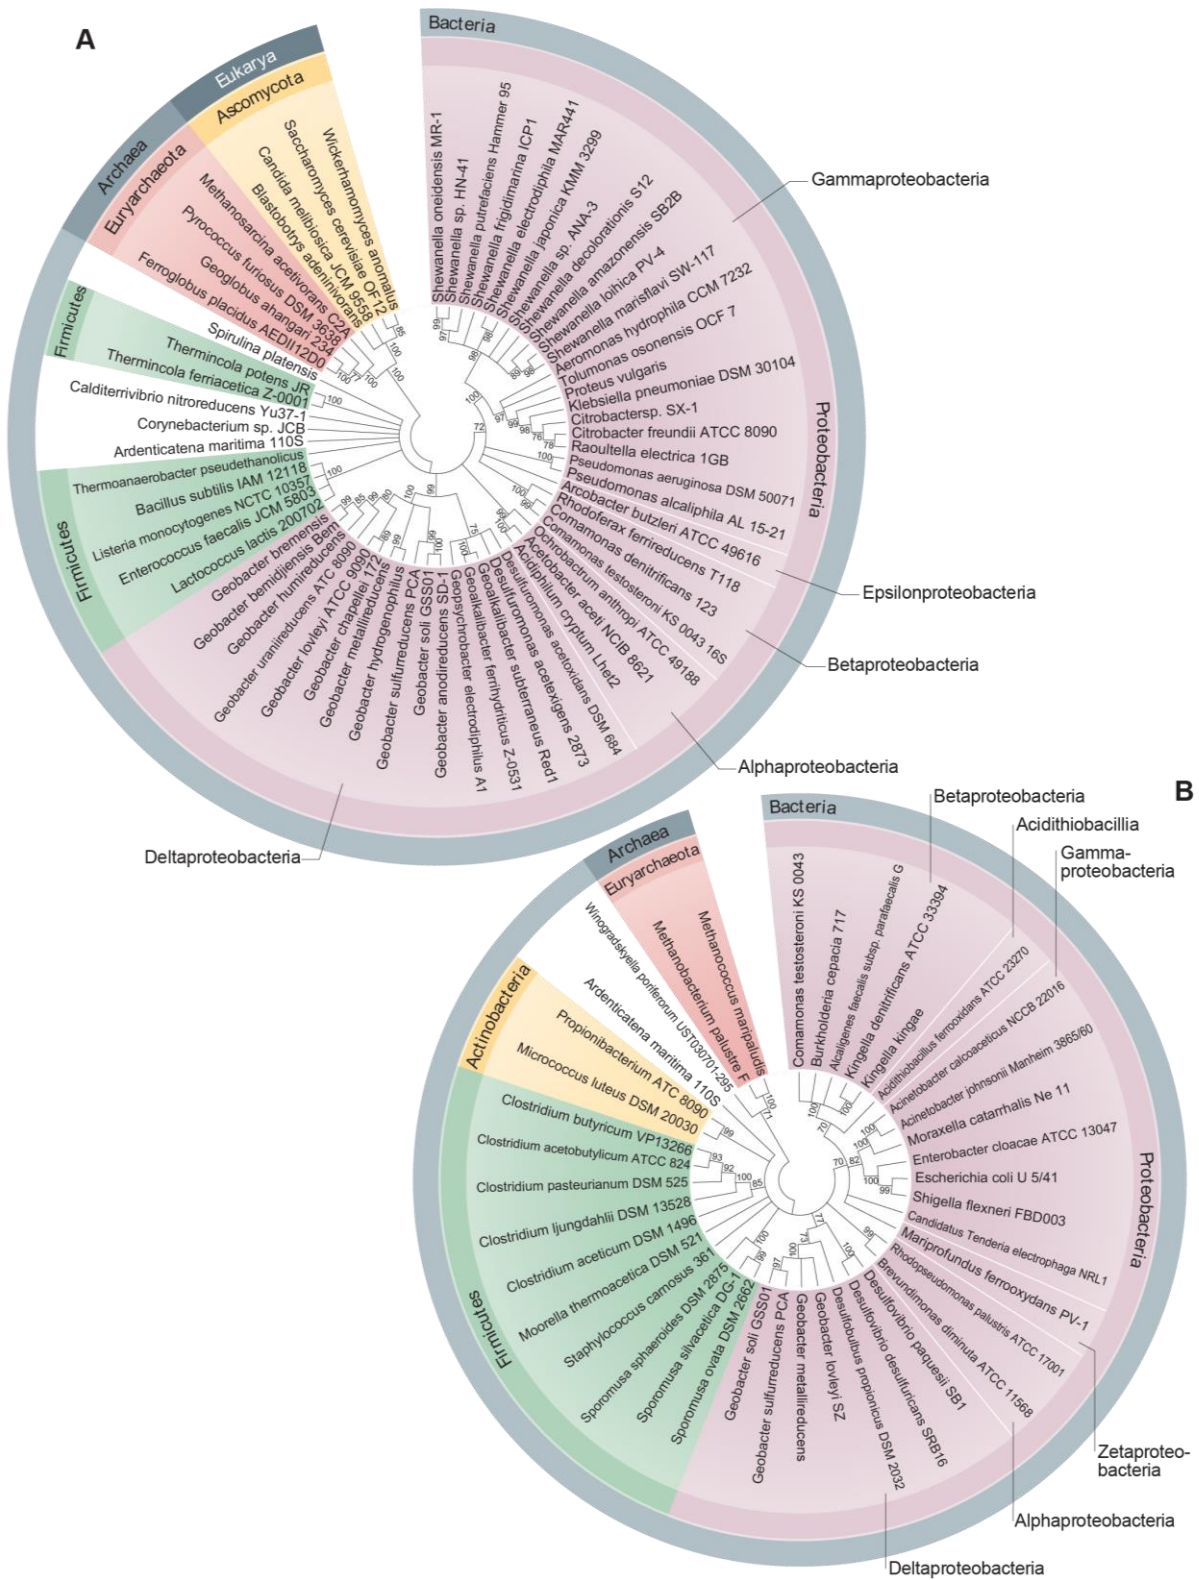 A
Bacteria
Eukarya
Ascomycota
Archaea
Euryarchaeota
Firmicutes
Firmicutes
Proteobacteria
Gammaproteobacteria
Epsilonproteobacteria
Betaproteobacteria
Alphaproteobacteria
Deltaproteobacteria
Shewanella oneidensis MR-1
Shewanella sp. HN-41
Shewanella putrefaciens Hammer 95
Shewanella frigidimarina ICP1
Shewanella electrodiphila MAR441
Shewanella japonica KMM 3299
Shewanella sp. ANA-3
Shewanella decolorationis S12
Shewanella amazonensis SB2B
Shewanella loihica PV-4
Shewanella marisflavi SW-117
Aeromonas hydrophila CCM 7232
Tolumonas osonensis OCF 7
Proteus vulgaris
Klebsiella pneumoniae DSM 30104
Citrobactersp. SX-1
Citrobacter freundii ATCC 8090
Raoultella electrica 1GB
Pseudomonas aeruginosa DSM 50071
Pseudomonas alcaliphila AL 15-21
Arcobacter butzleri ATCC 49616
Rhodoferax ferrireducens T118
Comamonas denitrificans 123
Comamonas testosteroni KS 0043 16S
Ochrobactrum anthropi ATCC 49188
Acetobacter aceti NCIB 8621
Acidiphilum cryptum Lhet2
Desulfuromonas acetoxidans DSM 684
Desulfuromonas acetexigens 2873
Geoalkalibacter subterraneus Red1
Geoalkalibacter ferrihydriticus Z-0531
Geopsychrobacter electrodiphilus A1
Geobacter anodireducens SD-1
Geobacter soli GSS01
Geobacter sulfurreducens PCA
Geobacter hydrogenophilus
Geobacter metallireducens
Geobacter chapellei 172
Geobacter lovleyi ATCC 9090
Geobacter uraniireducens ATC 8090
Geobacter humireducens
Geobacter bemidjiensis Bem
Geobacter bremensis
Lactococcus lactis 200702
Enterococcus faecalis JCM 5803
Listeria monocytogenes NCTC 10357
Bacillus subtilis IAM 12118
Thermoanaerobacter pseudethanolicus
Ardenticatena maritima 110S
Corynebacterium sp. JCB
Calditerrivibrio nitroreducens Yu37-1
Thermincola ferriacetica Z-0001
Thermincola potens JR
Spirulina platensis
Ferroglobus placidus AEDII12D0
Geoglobus ahangari 234
Pyrococcus furiosus DSM 3638
Methanosarcina acetivorans C2A
Blastobotrys adeninivorans
Candida melibiosica JCM 9558
Saccharomyces cerevisiae OF12
Wickerhamomyces anomalus
B
Bacteria
Archaea
Euryarchaeota
Actinobacteria
Firmicutes
Proteobacteria
Betaproteobacteria
Acidithiobacillia
Gamma-
proteobacteria
Zetaproteo-
bacteria
Alphaproteobacteria
Deltaproteobacteria
Comamonas testosteroni KS 0043
Burkholderia cepacia 717
Alcaligenes faecalis subsp. parafaecalis G
Kingella denitrificans ATCC 33394
Kingella kingae
Acidithiobacillus ferrooxidans ATCC 23270
Acinetobacter calcoaceticus NCCB 22016
Acinetobacter johnsonii Manheim 3865/60
Moraxella catarrhalis Ne 11
Enterobacter cloacae ATCC 13047
Escherichia coli U 5/41
Shigella flexneri FBD003
Candidatus Tenderia electrophaga NRL1
Mariprofundus ferrooxydans PV-1
Rhodopseudomonas palustris ATCC 17001
Brevundimonas diminuta ATCC 11568
Desulfovibrio paquesii SB1
Desulfovibrio desulfuricans SRB16
Desulfobulbus propionicus DSM 2032
Geobacter lovleyi SZ
Geobacter metallireducens
Geobacter sulfurreducens PCA
Geobacter soli GSS01
Sporomusa ovata DSM 2662
Sporomusa silvacetica DG-1
Sporomusa sphaeroides DSM 2875
Staphylococcus carnosus 361
Moorella thermoacetica DSM 521
Clostridium aceticum DSM 1496
Clostridium ljungdahlii DSM 13528
Clostridium pasteurianum DSM 525
Clostridium acetobutylicum ATCC 824
Clostridium butyricum VP13266
Micrococcus luteus DSM 20030
Propionibacterium ATC 8090
Ardenticatena maritima 110S
Winogradskyella poriferorum UST030701-295
Methanobacterium palustre F
Methanococcus maripaludis